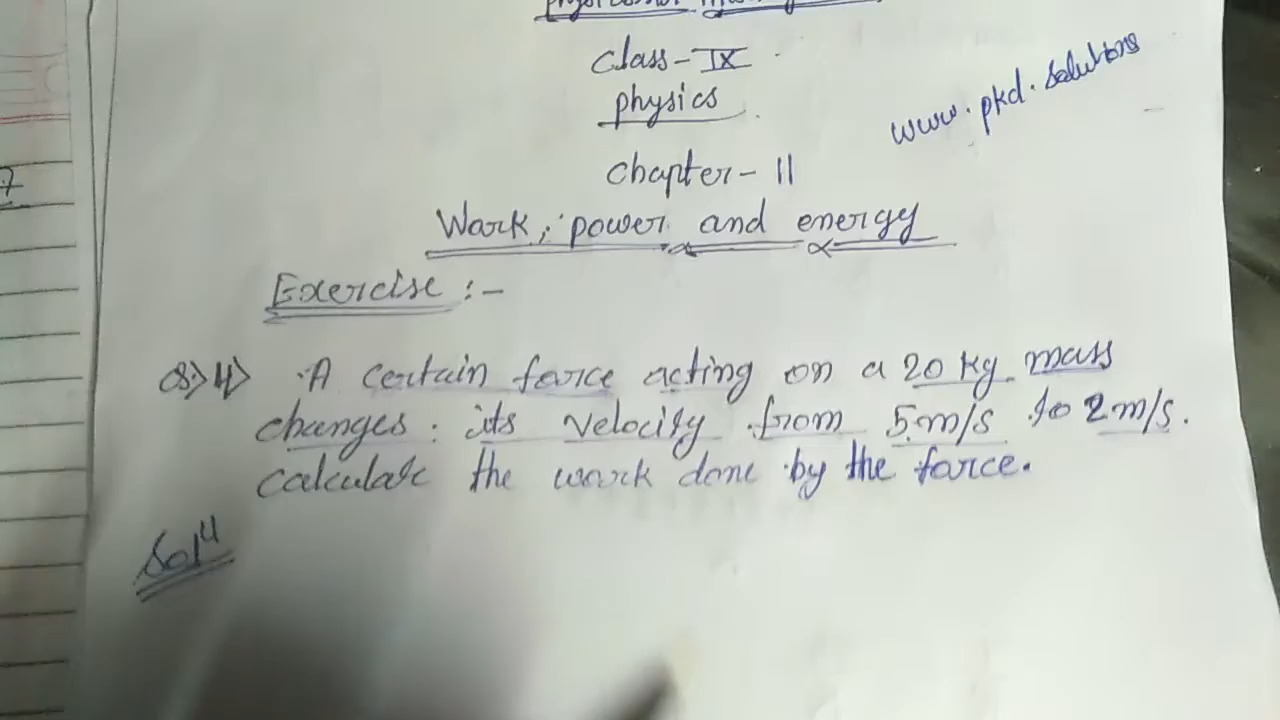 Class-IX
physics
www.pkd.solutions
chapter-11
Work, power and energy
Exercise :-
Q>4> A certain force acting on a 20 kg mass
changes its velocity from 5 m/s to 2 m/s.
calculate the work done by the force.
Solⁿ